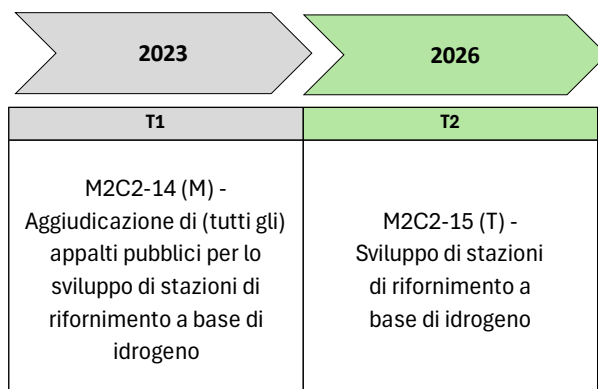 2023
2026
T1
T2
M2C2-14 (M) -
Aggiudicazione di (tutti gli)
appalti pubblici per lo
sviluppo di stazioni di
rifornimento a base di
idrogeno
M2C2-15 (T) -
Sviluppo di stazioni
di rifornimento a
base di idrogeno